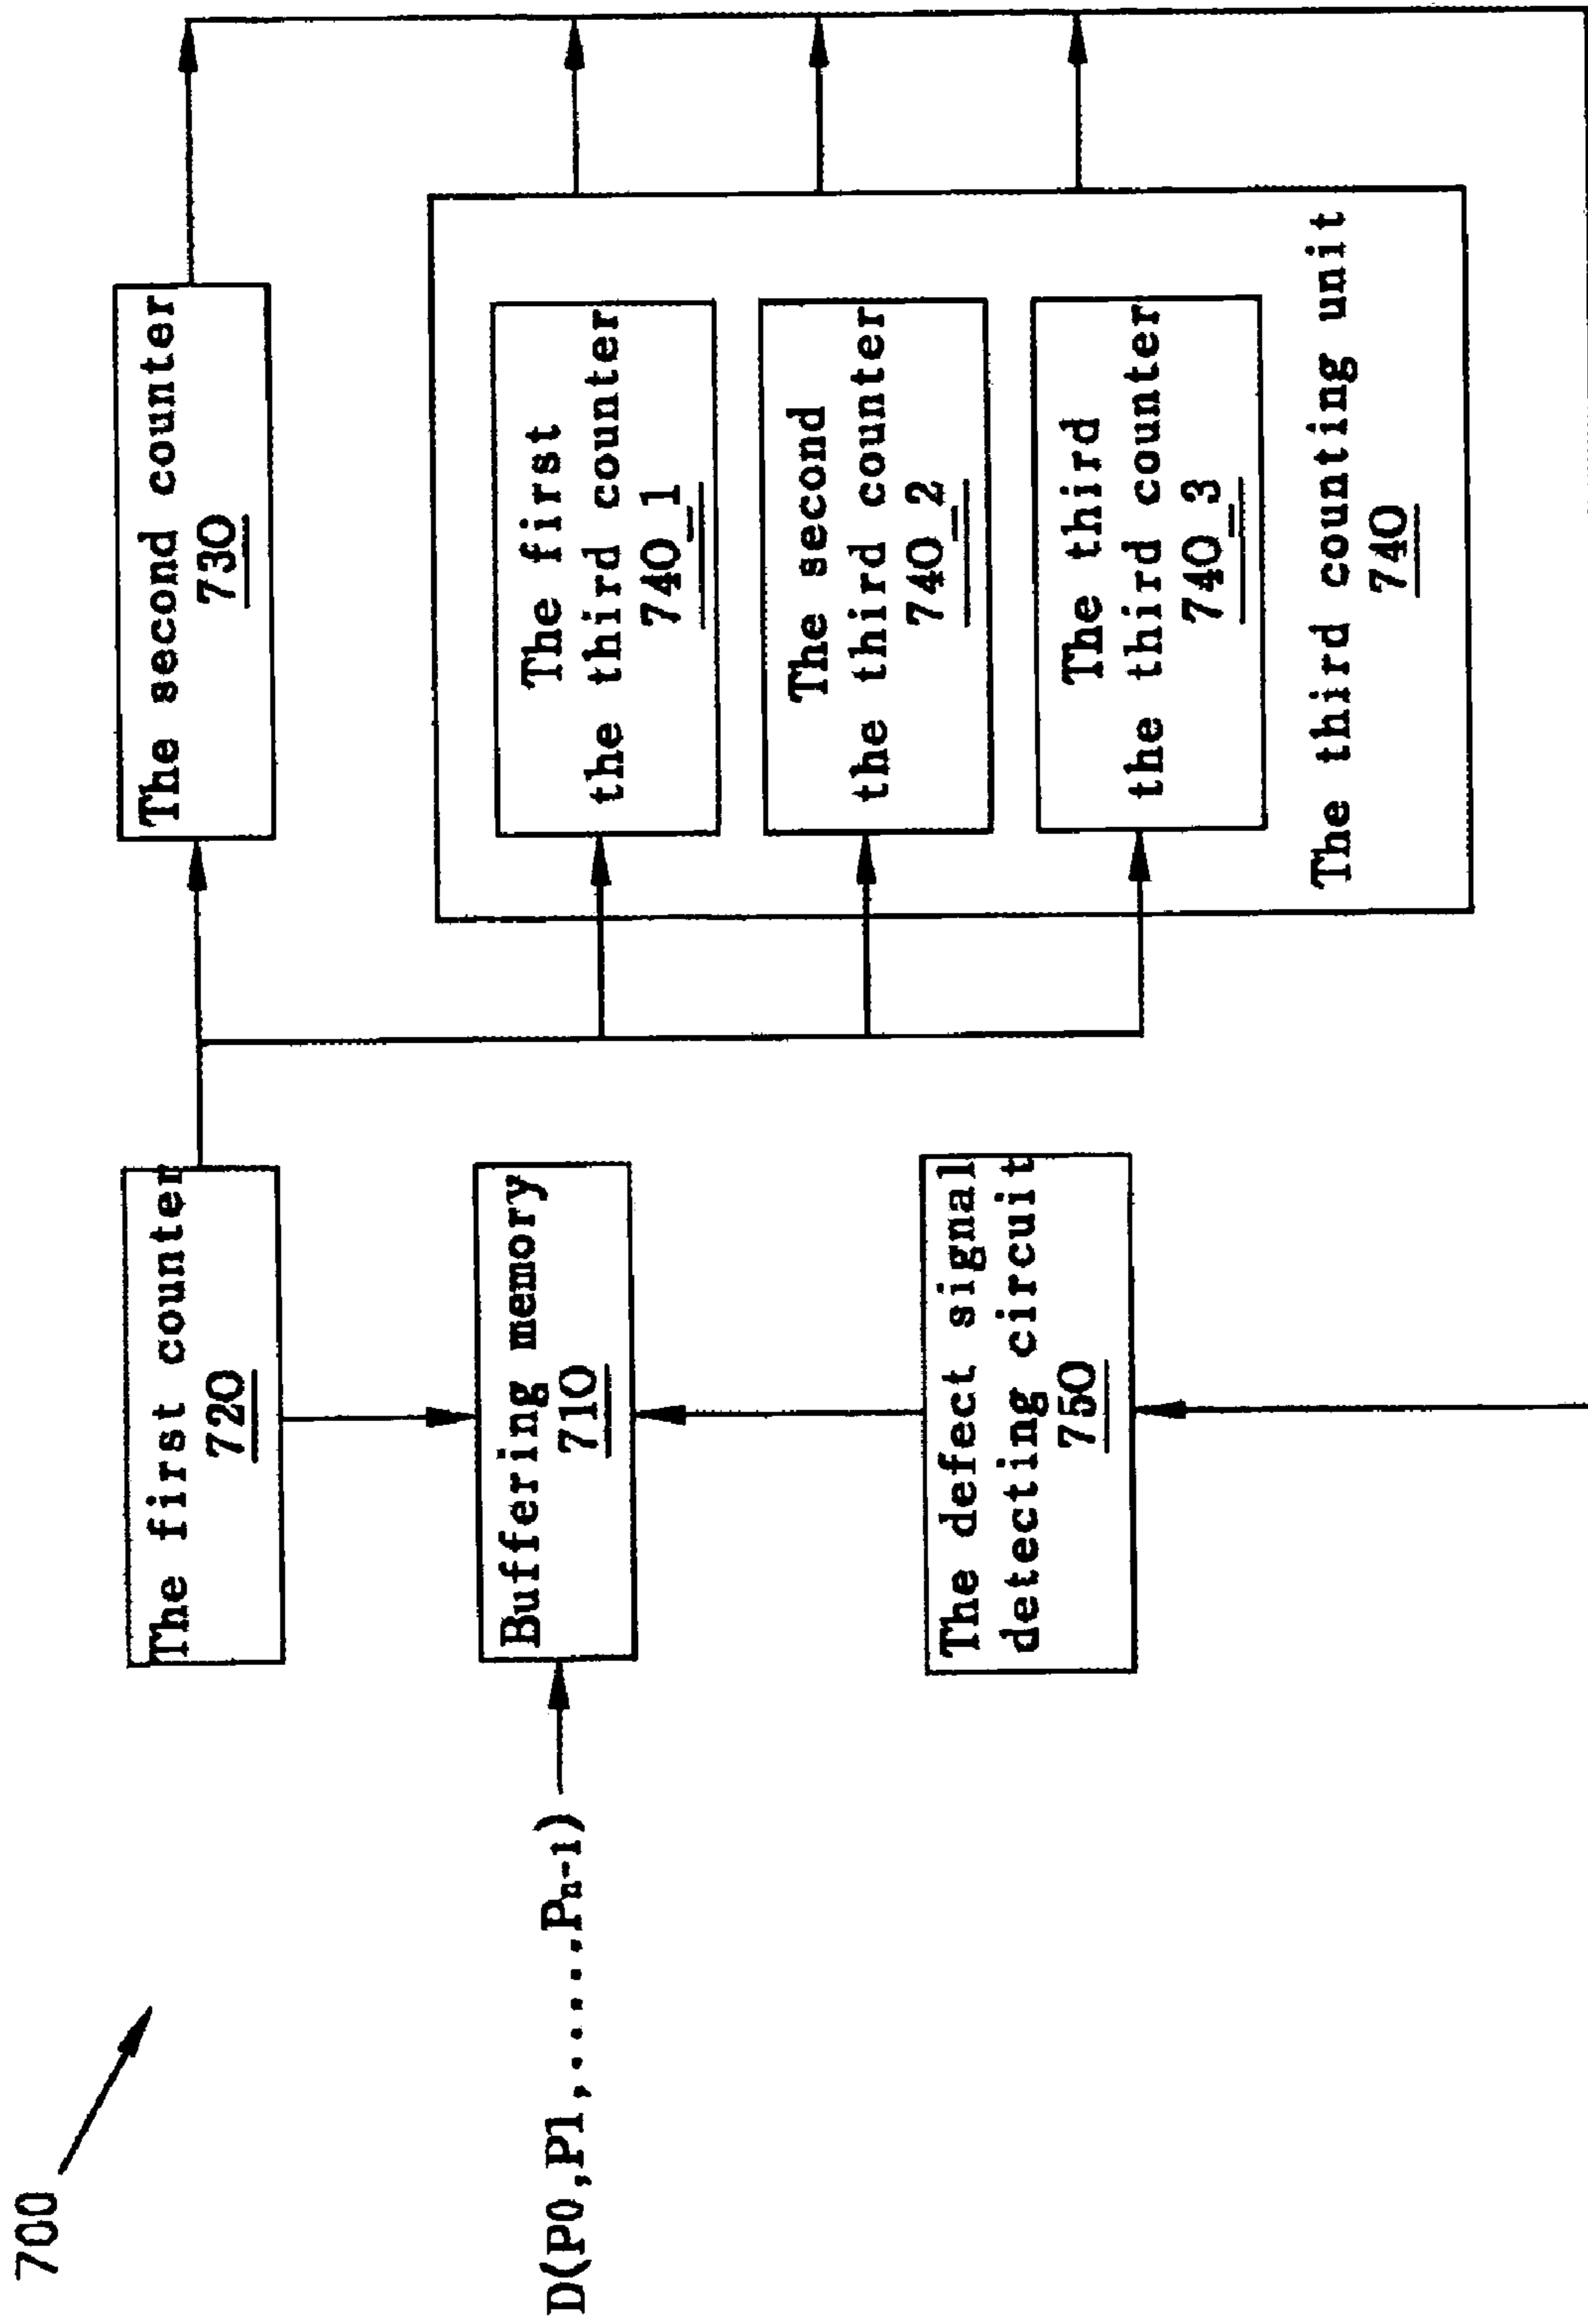 700
The first counter
720
The second counter
730
D(P0,P1,......Pn-1)
Buffering memory
710
The first
the third counter
740_1
The second
the third counter
740_2
The third
the third counter
740_3
The third counting unit
740
The defect signal
detecting circuit
750